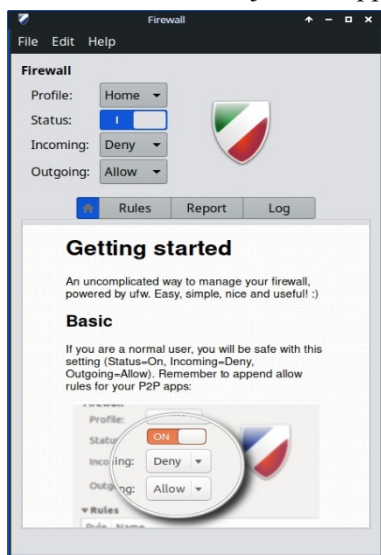 Firewall
File Edit Help
Firewall
Profile: Home
Status:
Incoming: Deny
Outgoing: Allow
Rules Report Log
Getting started
An uncomplicated way to manage your firewall,
powered by ufw. Easy, simple, nice and useful! :)
Basic
If you are a normal user, you will be safe with this
setting (Status=On, Incoming=Deny,
Outgoing=Allow). Remember to append allow
rules for your P2P apps:
Profile:
ON
Deny
Allow
Rules
Rule Name